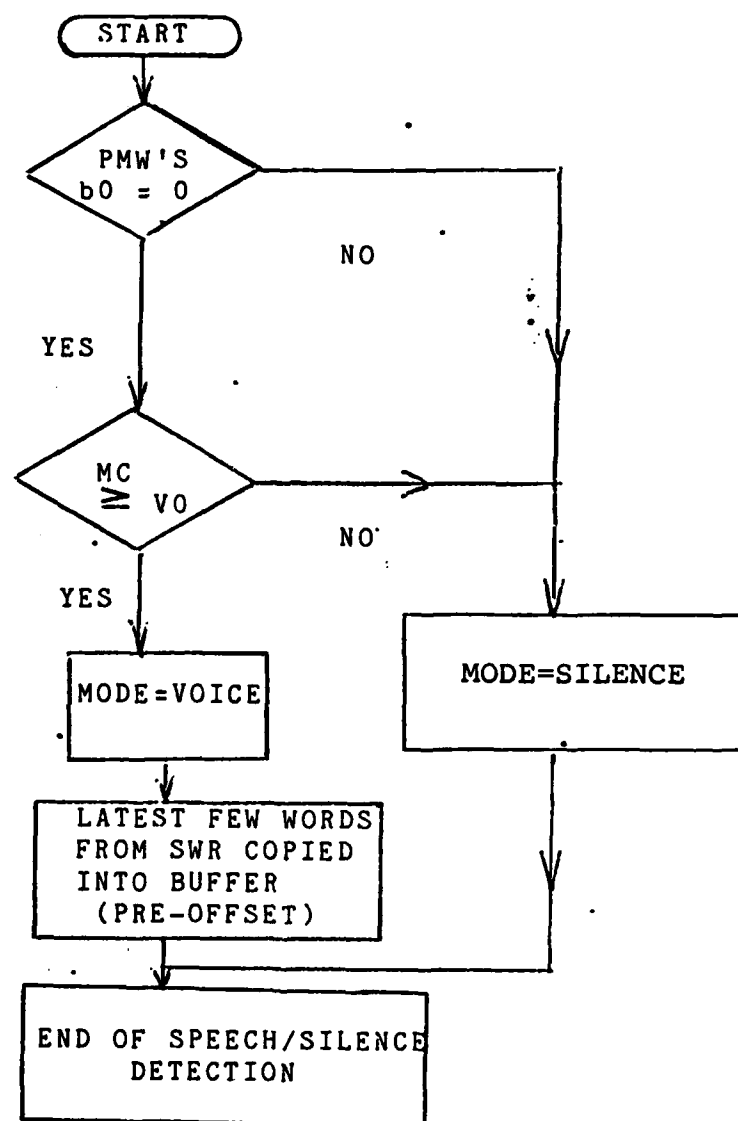 START
PMW'S
b0 = 0
NO
YES
MC
≥ V0
NO
YES
MODE=VOICE
MODE=SILENCE
LATEST FEW WORDS
FROM SWR COPIED
INTO BUFFER
(PRE-OFFSET)
END OF SPEECH/SILENCE
DETECTION